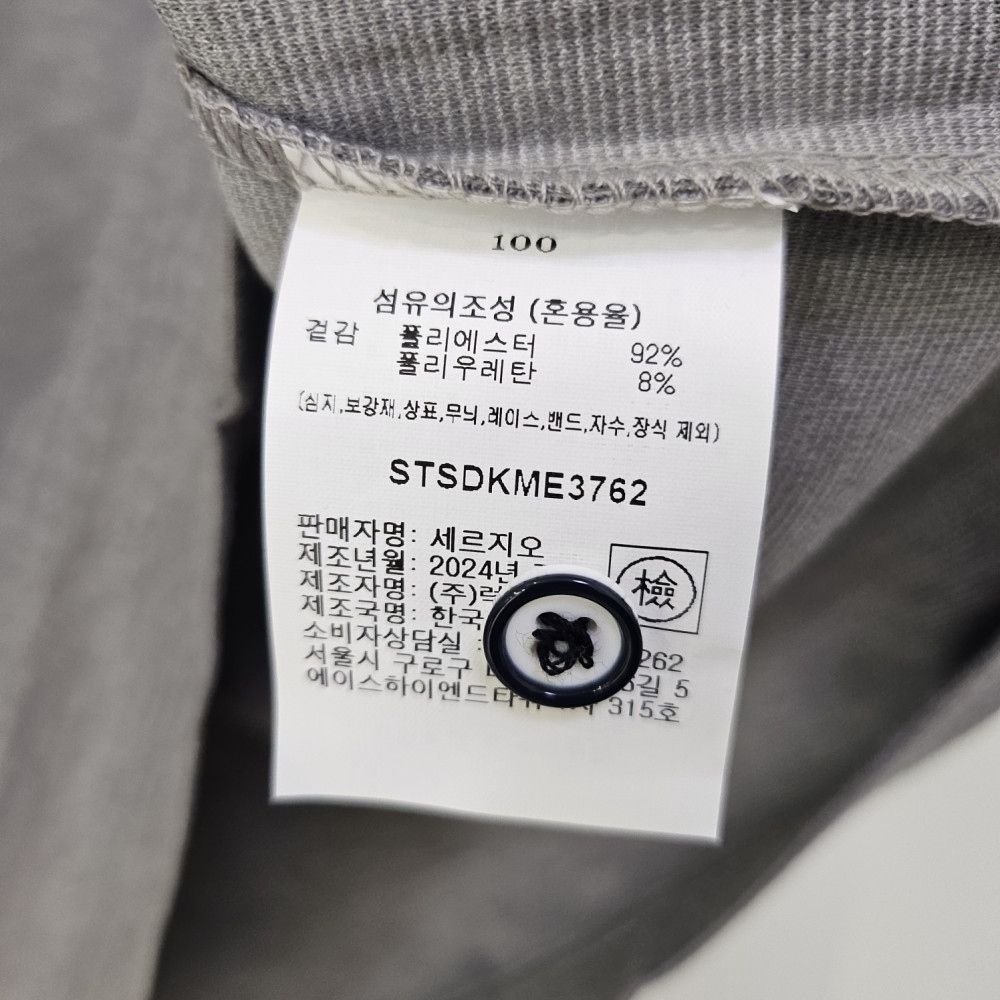 100
섬유의조성 (혼용율)
겉감 폴리에스터 92%
폴리우레탄 8%
(심지,보강재,상표,무늬,레이스,밴드,자수,장식 제외)
STSDKME3762
판매자명: 세르지오
제조년월: 2024년
제조자명: (주)
檢
제조국명: 한국
소비자상담실 : 262
서울시 구로구 길 5
에이스하이엔드타워 315호